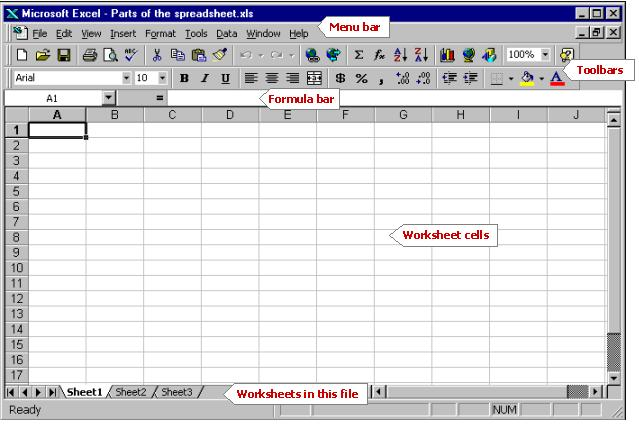 Microsoft Excel - Parts of the spreadsheet.xls
File Edit View Insert Format Tools Data Window Help
Menu bar
100%
Toolbars
Arial 10 B I U $ % ,
A1 =
Formula bar
A B C D E F G H I J
1
2
3
4
5
6
7
8
Worksheet cells
9
10
11
12
13
14
15
16
17
Sheet1 Sheet2 Sheet3
Worksheets in this file
Ready NUM